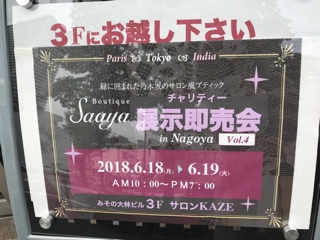 3Fにお越し下さい
Paris Tokyo India
緑に囲まれた乃木坂のサロン風ブティック
Boutique
Saaya
チャリティー
展示即売会
in Nagoya Vol.4
2018.6.18(月) ▶ 6.19(火)
AM10:00〜PM7:00
みその大林ビル 3F サロンKAZE